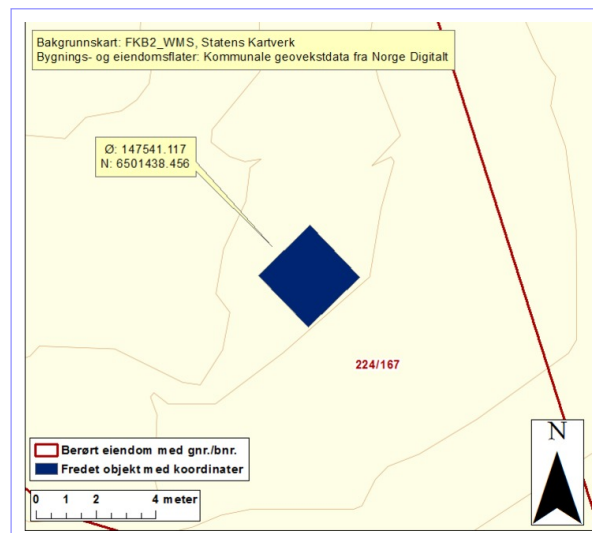 Bakgrunnskart: FKB2_WMS, Statens Kartverk
Bygnings- og eiendomsflater: Kommunale geovekstdata fra Norge Digitalt
Ø: 147541.117
N: 6501438.456
224/167
Berørt eiendom med gnr./bnr.
Fredet objekt med koordinater
0 1 2 4 meter
N